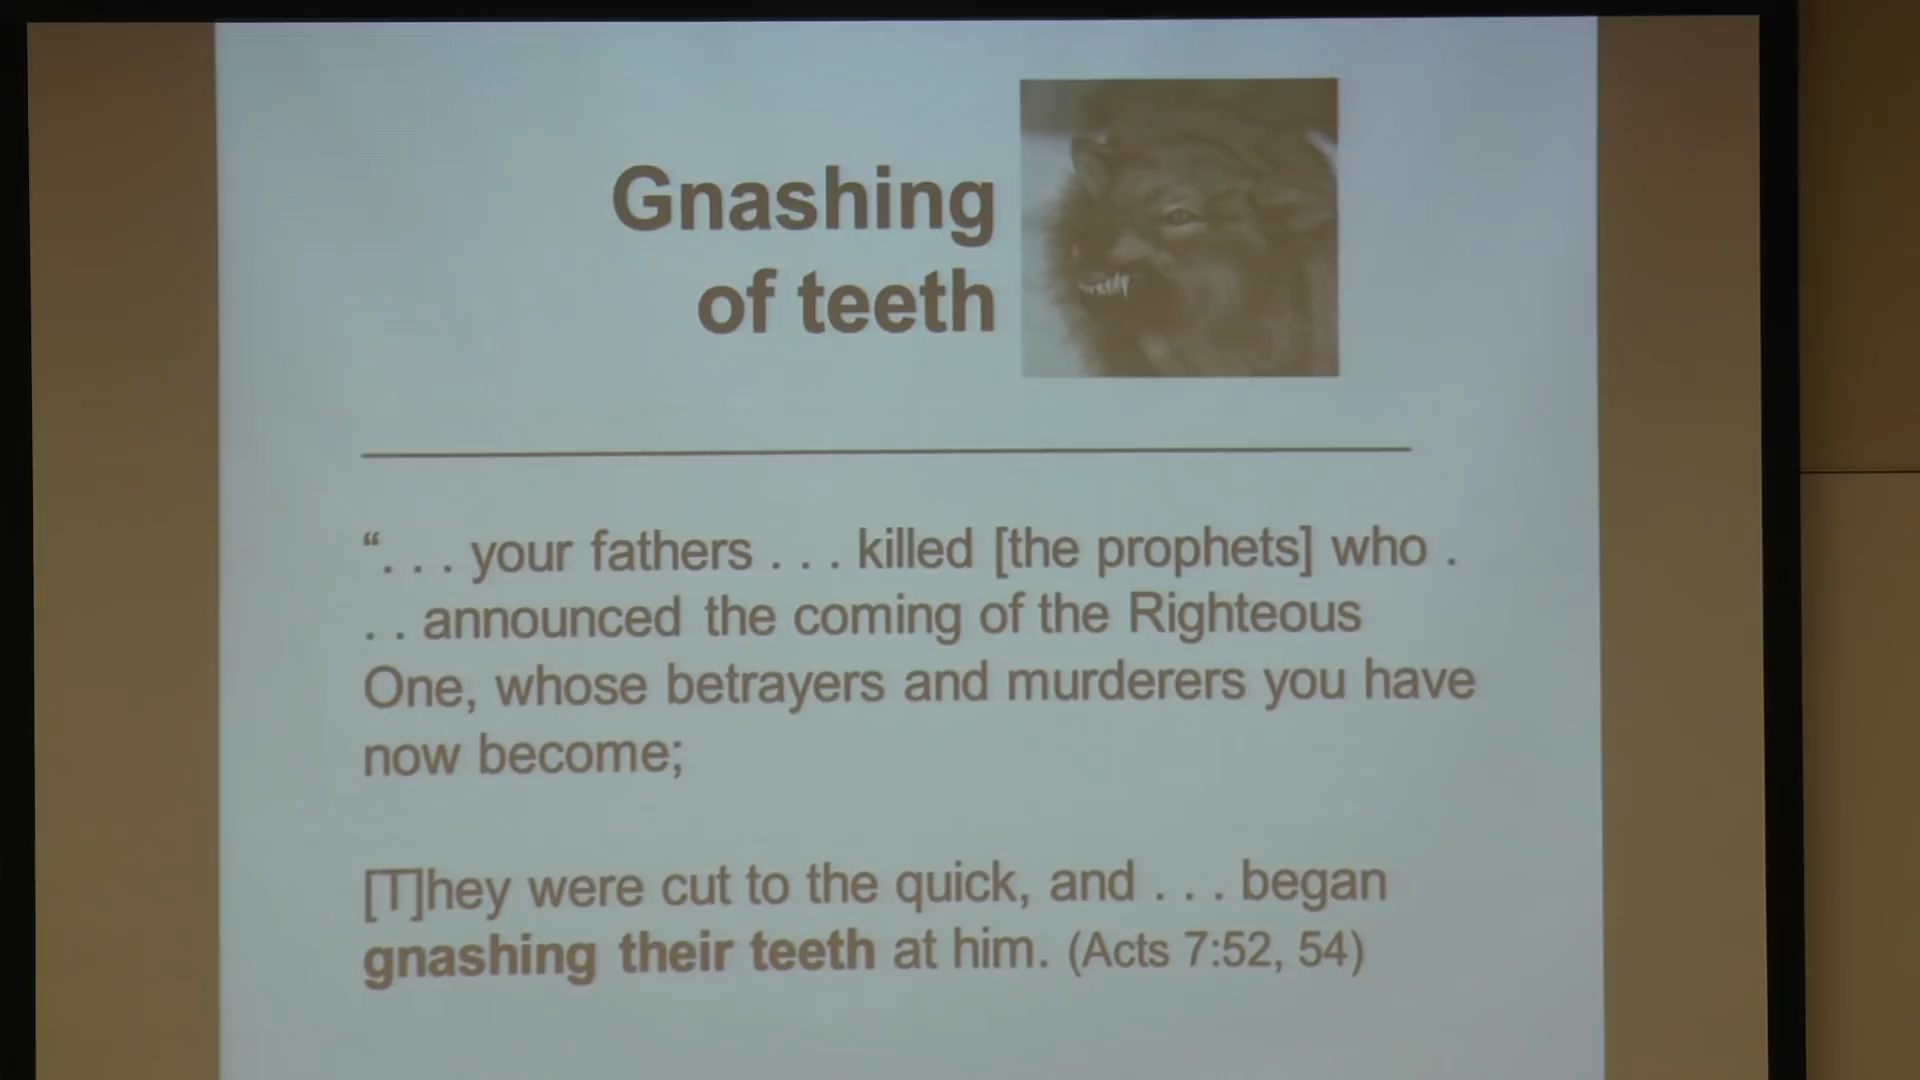 Gnashing
of teeth
“. . . your fathers . . . killed [the prophets] who .
. . announced the coming of the Righteous
One, whose betrayers and murderers you have
now become;
[T]hey were cut to the quick, and . . . began
gnashing their teeth at him. (Acts 7:52, 54)